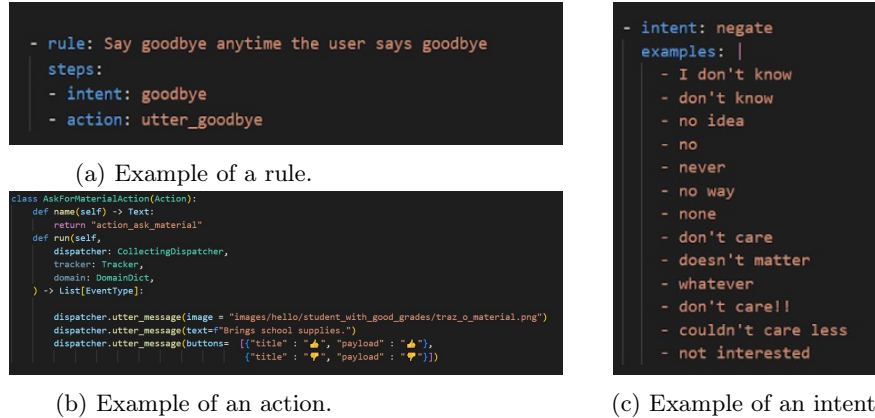 - rule: Say goodbye anytime the user says goodbye
steps:
- intent: goodbye
- action: utter_goodbye
(a) Example of a rule.
class AskForMaterialAction(Action):
def name(self) -> Text:
return "action_ask_material"
def run(self,
dispatcher: CollectingDispatcher,
tracker: Tracker,
domain: DomainDict,
) -> List[EventType]:
dispatcher.utter_message(image = "images/hello/student_with_good_grades/traz_o_material.png")
dispatcher.utter_message(text=f"Brings school supplies.")
dispatcher.utter_message(buttons= [{"title" : "👍", "payload" : "👍"},
{"title" : "👎", "payload" : "👎"}])
(b) Example of an action.
- intent: negate
examples: |
- I don't know
- don't know
- no idea
- no
- never
- no way
- none
- don't care
- doesn't matter
- whatever
- don't care!!
- couldn't care less
- not interested
(c) Example of an intent